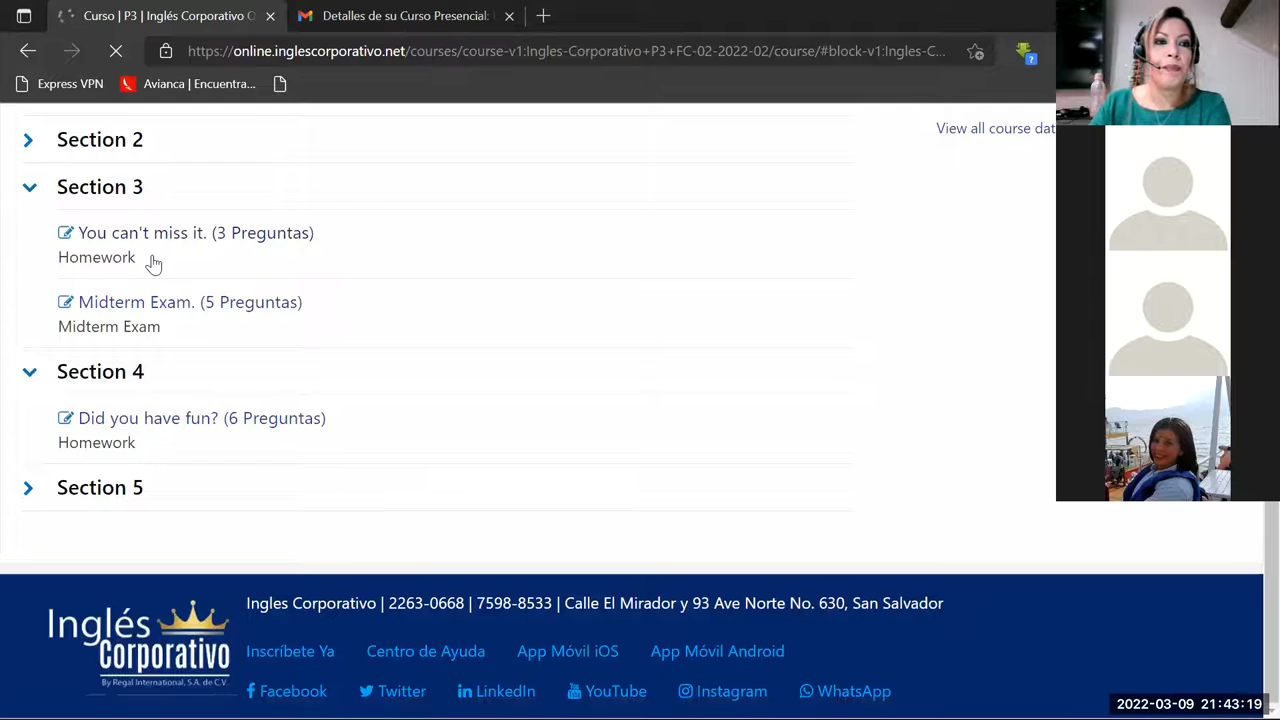 Curso | P3 | Inglés Corporativo O
Detalles de su Curso Presencial:
https://online.inglescorporativo.net/courses/course-v1:Ingles-Corporativo+P3+FC-02-2022-02/course/#block-v1:Ingles-C...
Express VPN
Avianca | Encuentra...
View all course dat
Section 2
Section 3
You can't miss it. (3 Preguntas)
Homework
Midterm Exam. (5 Preguntas)
Midterm Exam
Section 4
Did you have fun? (6 Preguntas)
Homework
Section 5
Inglés
Corporativo
By Regal International, S.A. de C.V.
Ingles Corporativo | 2263-0668 | 7598-8533 | Calle El Mirador y 93 Ave Norte No. 630, San Salvador
Inscríbete Ya
Centro de Ayuda
App Móvil iOS
App Móvil Android
Facebook
Twitter
LinkedIn
YouTube
Instagram
WhatsApp
2022-03-09 21:43:19